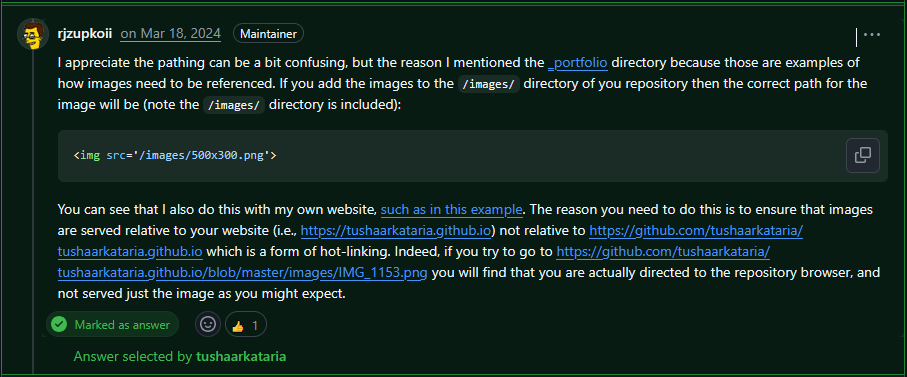 rjzupkoii on Mar 18, 2024 Maintainer
I appreciate the pathing can be a bit confusing, but the reason I mentioned the _portfolio directory because those are examples of
how images need to be referenced. If you add the images to the /images/ directory of you repository then the correct path for the
image will be (note the /images/ directory is included):
<img src='/images/500x300.png'>
You can see that I also do this with my own website, such as in this example. The reason you need to do this is to ensure that images
are served relative to your website (i.e., https://tushaarkataria.github.io) not relative to https://github.com/tushaarkataria/
tushaarkataria.github.io which is a form of hot-linking. Indeed, if you try to go to https://github.com/tushaarkataria/
tushaarkataria.github.io/blob/master/images/IMG_1153.png you will find that you are actually directed to the repository browser, and
not served just the image as you might expect.
Marked as answer 1
Answer selected by tushaarkataria